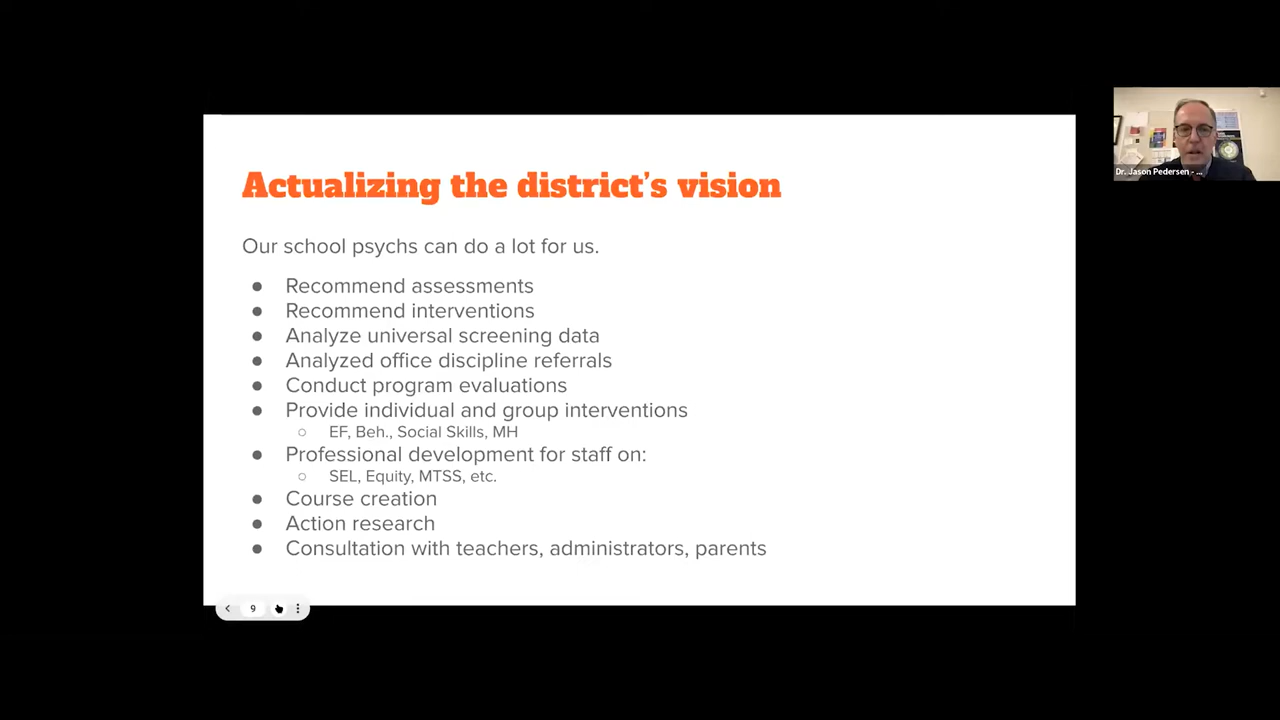 Actualizing the district's vision
Our school psychs can do a lot for us.
● Recommend assessments
● Recommend interventions
● Analyze universal screening data
● Analyzed office discipline referrals
● Conduct program evaluations
● Provide individual and group interventions
○ EF, Beh., Social Skills, MH
● Professional development for staff on:
○ SEL, Equity, MTSS, etc.
● Course creation
● Action research
● Consultation with teachers, administrators, parents
9
Dr. Jason Pedersen - ...